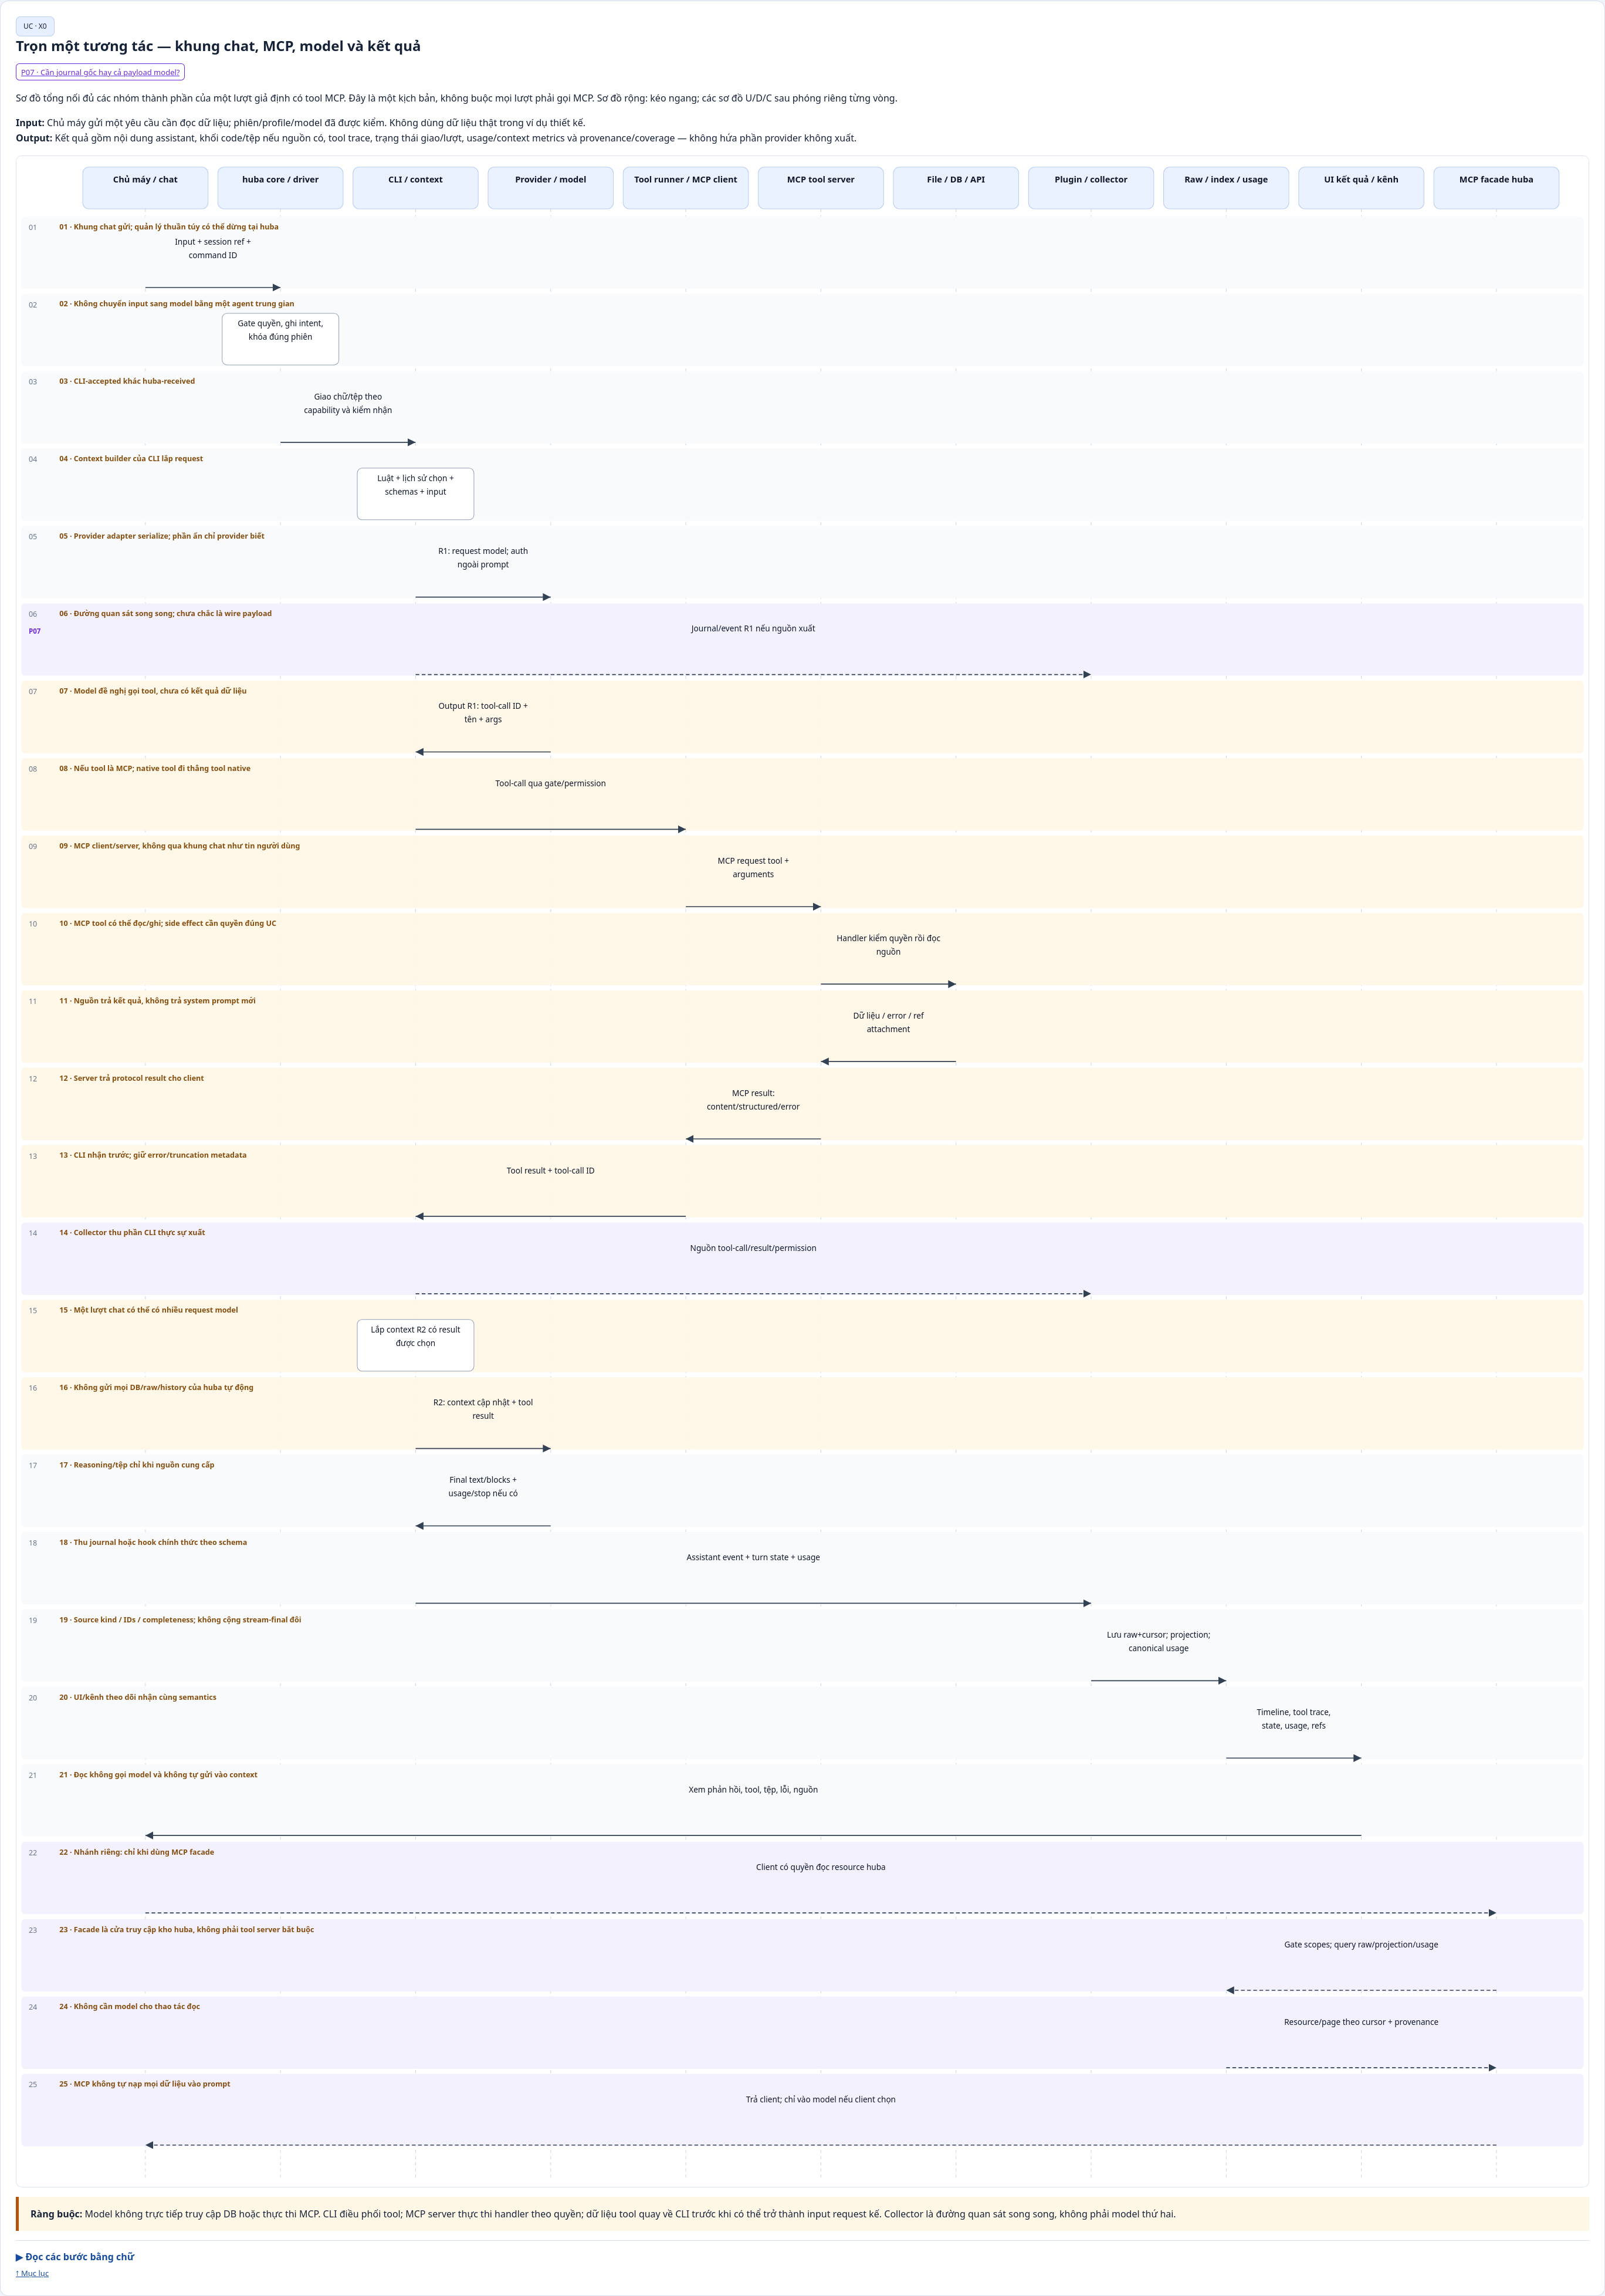 UC · X0
Trọn một tương tác — khung chat, MCP, model và kết quả
P07 · Cần journal gốc hay cả payload model?
Sơ đồ tổng nối đủ các nhóm thành phần của một lượt giả định có tool MCP. Đây là một kịch bản, không buộc mọi lượt phải gọi MCP. Sơ đồ rộng: kéo ngang; các sơ đồ U/D/C sau phóng riêng từng vòng.
Input: Chủ máy gửi một yêu cầu cần đọc dữ liệu; phiên/profile/model đã được kiểm. Không dùng dữ liệu thật trong ví dụ thiết kế.
Output: Kết quả gồm nội dung assistant, khối code/tệp nếu nguồn có, tool trace, trạng thái giao/lượt, usage/context metrics và provenance/coverage — không hứa phần provider không xuất.
Chủ máy / chat
huba core / driver
CLI / context
Provider / model
Tool runner / MCP client
MCP tool server
File / DB / API
Plugin / collector
Raw / index / usage
UI kết quả / kênh
MCP facade huba
01
01 · Khung chat gửi; quản lý thuần túy có thể dừng tại huba
Input + session ref +
command ID
02
02 · Không chuyển input sang model bằng một agent trung gian
Gate quyền, ghi intent,
khóa đúng phiên
03
03 · CLI-accepted khác huba-received
Giao chữ/tệp theo
capability và kiểm nhận
04
04 · Context builder của CLI lắp request
Luật + lịch sử chọn +
schemas + input
05
05 · Provider adapter serialize; phần ẩn chỉ provider biết
R1: request model; auth
ngoài prompt
06
06 · Đường quan sát song song; chưa chắc là wire payload
P07
Journal/event R1 nếu nguồn xuất
07
07 · Model đề nghị gọi tool, chưa có kết quả dữ liệu
Output R1: tool-call ID +
tên + args
08
08 · Nếu tool là MCP; native tool đi thẳng tool native
Tool-call qua gate/permission
09
09 · MCP client/server, không qua khung chat như tin người dùng
MCP request tool +
arguments
10
10 · MCP tool có thể đọc/ghi; side effect cần quyền đúng UC
Handler kiểm quyền rồi đọc
nguồn
11
11 · Nguồn trả kết quả, không trả system prompt mới
Dữ liệu / error / ref
attachment
12
12 · Server trả protocol result cho client
MCP result:
content/structured/error
13
13 · CLI nhận trước; giữ error/truncation metadata
Tool result + tool-call ID
14
14 · Collector thu phần CLI thực sự xuất
Nguồn tool-call/result/permission
15
15 · Một lượt chat có thể có nhiều request model
Lắp context R2 có result
được chọn
16
16 · Không gửi mọi DB/raw/history của huba tự động
R2: context cập nhật + tool
result
17
17 · Reasoning/tệp chỉ khi nguồn cung cấp
Final text/blocks +
usage/stop nếu có
18
18 · Thu journal hoặc hook chính thức theo schema
Assistant event + turn state + usage
19
19 · Source kind / IDs / completeness; không cộng stream-final đôi
Lưu raw+cursor; projection;
canonical usage
20
20 · UI/kênh theo dõi nhận cùng semantics
Timeline, tool trace,
state, usage, refs
21
21 · Đọc không gọi model và không tự gửi vào context
Xem phản hồi, tool, tệp, lỗi, nguồn
22
22 · Nhánh riêng: chỉ khi dùng MCP facade
Client có quyền đọc resource huba
23
23 · Facade là cửa truy cập kho huba, không phải tool server bắt buộc
Gate scopes; query raw/projection/usage
24
24 · Không cần model cho thao tác đọc
Resource/page theo cursor + provenance
25
25 · MCP không tự nạp mọi dữ liệu vào prompt
Trả client; chỉ vào model nếu client chọn
Ràng buộc: Model không trực tiếp truy cập DB hoặc thực thi MCP. CLI điều phối tool; MCP server thực thi handler theo quyền; dữ liệu tool quay về CLI trước khi có thể trở thành input request kế. Collector là đường quan sát song song, không phải model thứ hai.
▶ Đọc các bước bằng chữ
↑ Mục lục